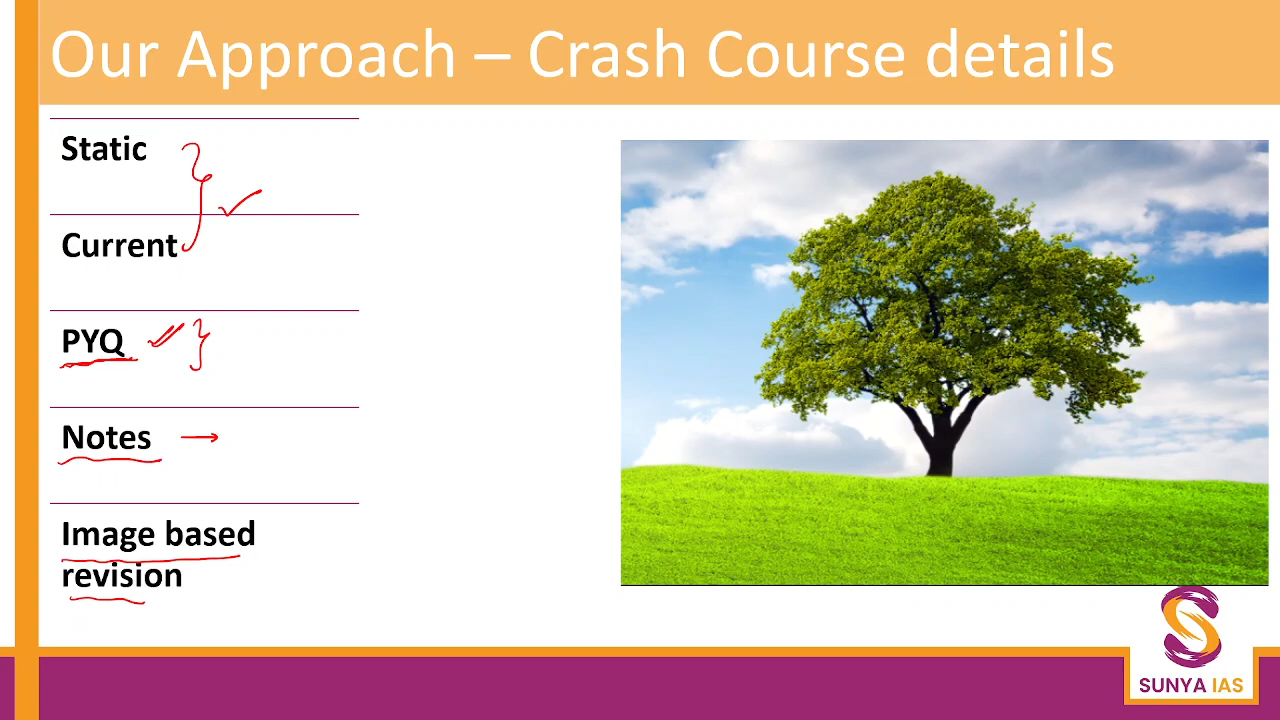 Our Approach – Crash Course details
Static
Current
PYQ
Notes
Image based
revision
SUNYA IAS